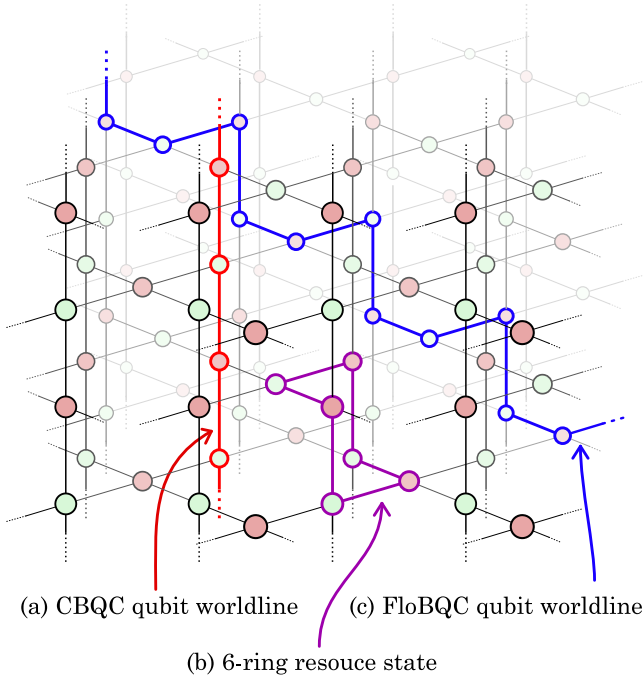 (a) CBQC qubit worldline
(c) FloBQC qubit worldline
(b) 6-ring resouce state